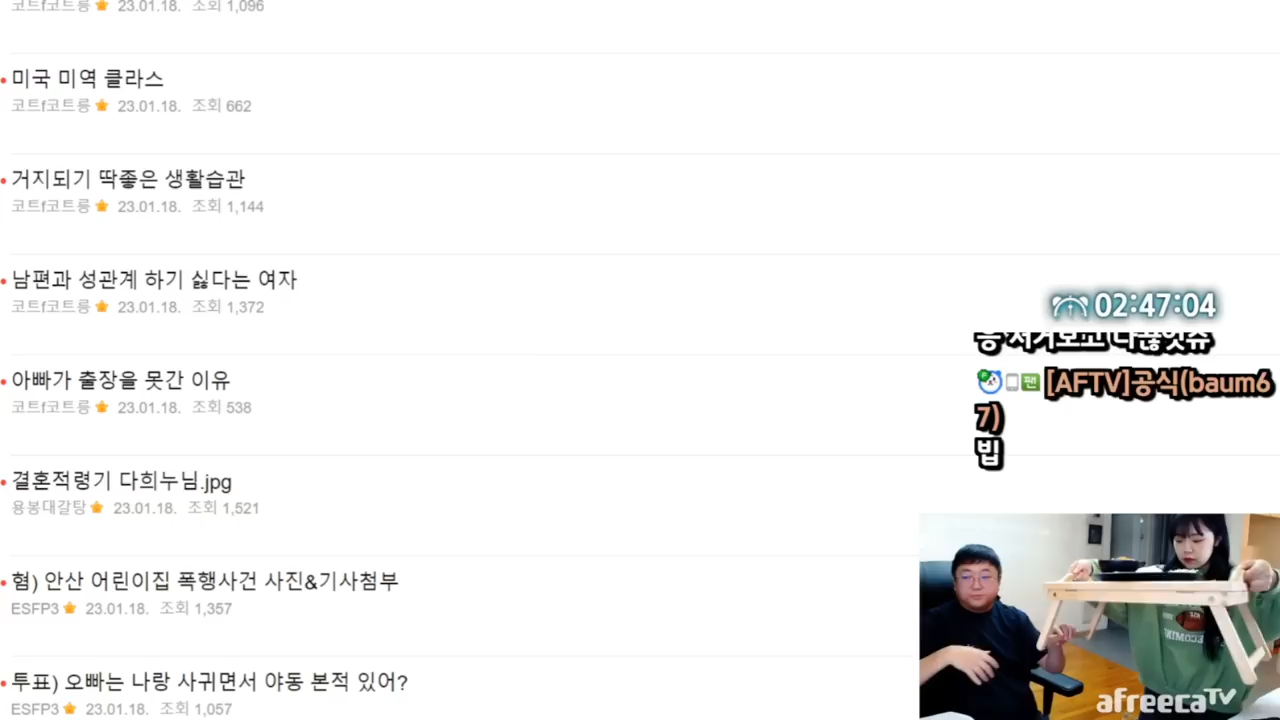 코트f코트릉 23.01.18. 조회 1,096
미국 미역 클라스
코트f코트릉 23.01.18. 조회 662
거지되기 딱좋은 생활습관
코트f코트릉 23.01.18. 조회 1,144
남편과 성관계 하기 싫다는 여자
코트f코트릉 23.01.18. 조회 1,372
아빠가 출장을 못간 이유
코트f코트릉 23.01.18. 조회 538
결혼적령기 다희누님.jpg
용봉대갈탕 23.01.18. 조회 1,521
혐) 안산 어린이집 폭행사건 사진&기사첨부
ESFP3 23.01.18. 조회 1,357
투표) 오빠는 나랑 사귀면서 야동 본적 있어?
ESFP3 23.01.18. 조회 1,057
02:47:04
팬 [AFTV]공식(baum6
7)
빕
afreecaTV